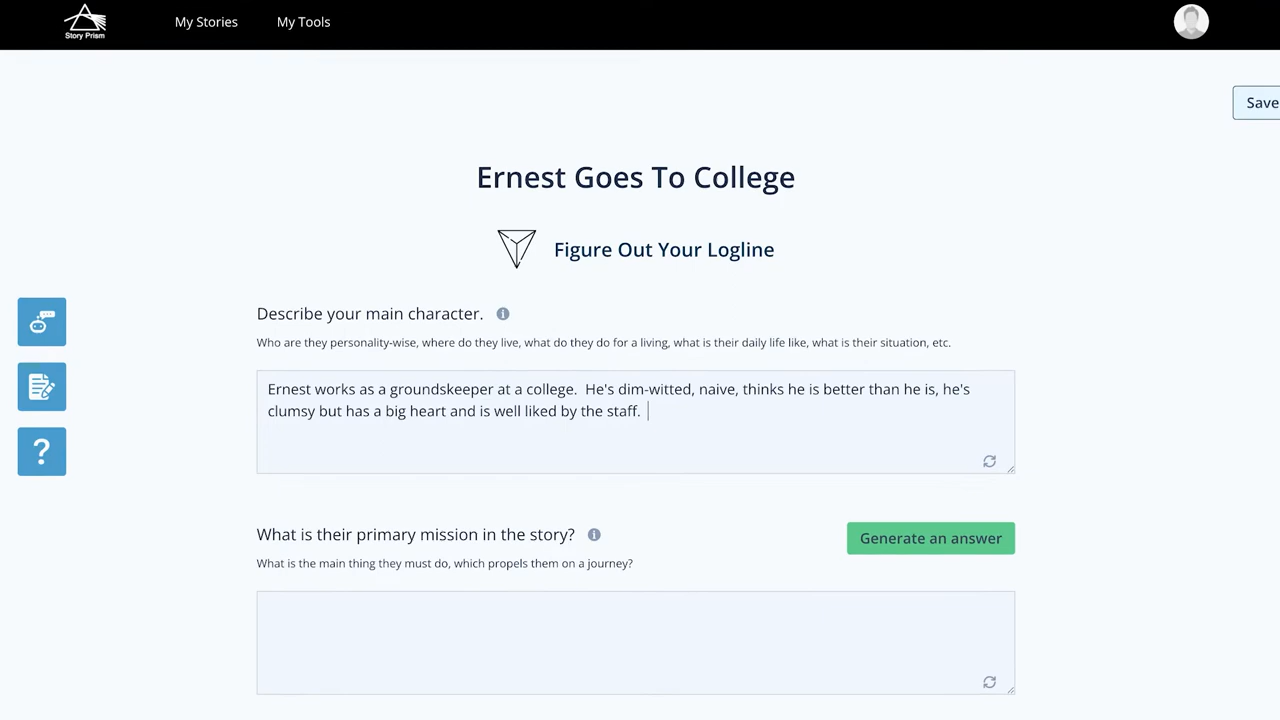 Story Prism
My Stories
My Tools
Save
Ernest Goes To College
Figure Out Your Logline
Describe your main character.
Who are they personality-wise, where do they live, what do they do for a living, what is their daily life like, what is their situation, etc.
Ernest works as a groundskeeper at a college.  He's dim-witted, naive, thinks he is better than he is, he's
clumsy but has a big heart and is well liked by the staff.
?
What is their primary mission in the story?
Generate an answer
What is the main thing they must do, which propels them on a journey?